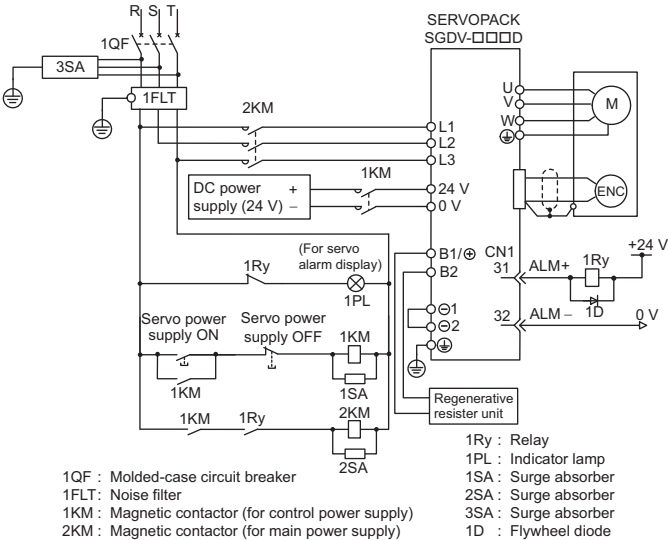 R S T
1QF
3SA
1FLT
SERVOPACK
SGDV-□□□D
2KM
L1
L2
L3
U
V
W
M
1KM
DC power + 
supply (24 V) −
24 V
0 V
ENC
(For servo
alarm display)
1Ry
1PL
B1/⊕
B2
CN1
31
ALM+
1Ry
+24 V
1D
⊖1
⊖2
32
ALM −
0 V
Servo power
supply ON
Servo power
supply OFF
1KM
1KM
1SA
Regenerative
resister unit
1KM
1Ry
2KM
2SA
1QF : Molded-case circuit breaker
1FLT : Noise filter
1KM : Magnetic contactor (for control power supply)
2KM : Magnetic contactor (for main power supply)
1Ry : Relay
1PL : Indicator lamp
1SA : Surge absorber
2SA : Surge absorber
3SA : Surge absorber
1D : Flywheel diode